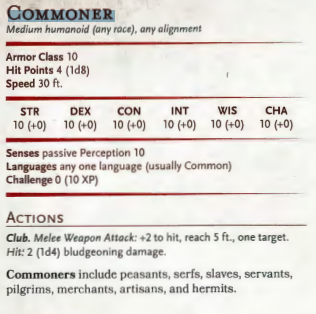 COMMONER
Medium humanoid (any race), any alignment
Armor Class 10
Hit Points 4 (1d8)
Speed 30 ft.
STR DEX CON INT WIS CHA
10 (+0) 10 (+0) 10 (+0) 10 (+0) 10 (+0) 10 (+0)
Senses passive Perception 10
Languages any one language (usually Common)
Challenge 0 (10 XP)
ACTIONS
Club. Melee Weapon Attack: +2 to hit, reach 5 ft., one target.
Hit: 2 (1d4) bludgeoning damage.
Commoners include peasants, serfs, slaves, servants,
pilgrims, merchants, artisans, and hermits.